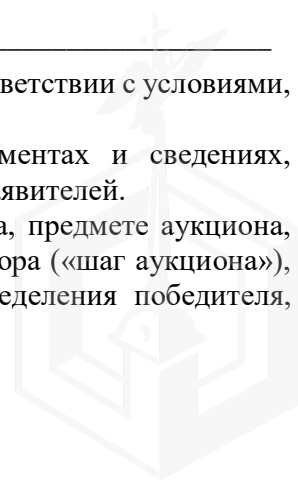 ветствии с условиями,
ментах и сведениях,
явителей.
а, предмете аукциона,
ора («шаг аукциона»),
еделения победителя,